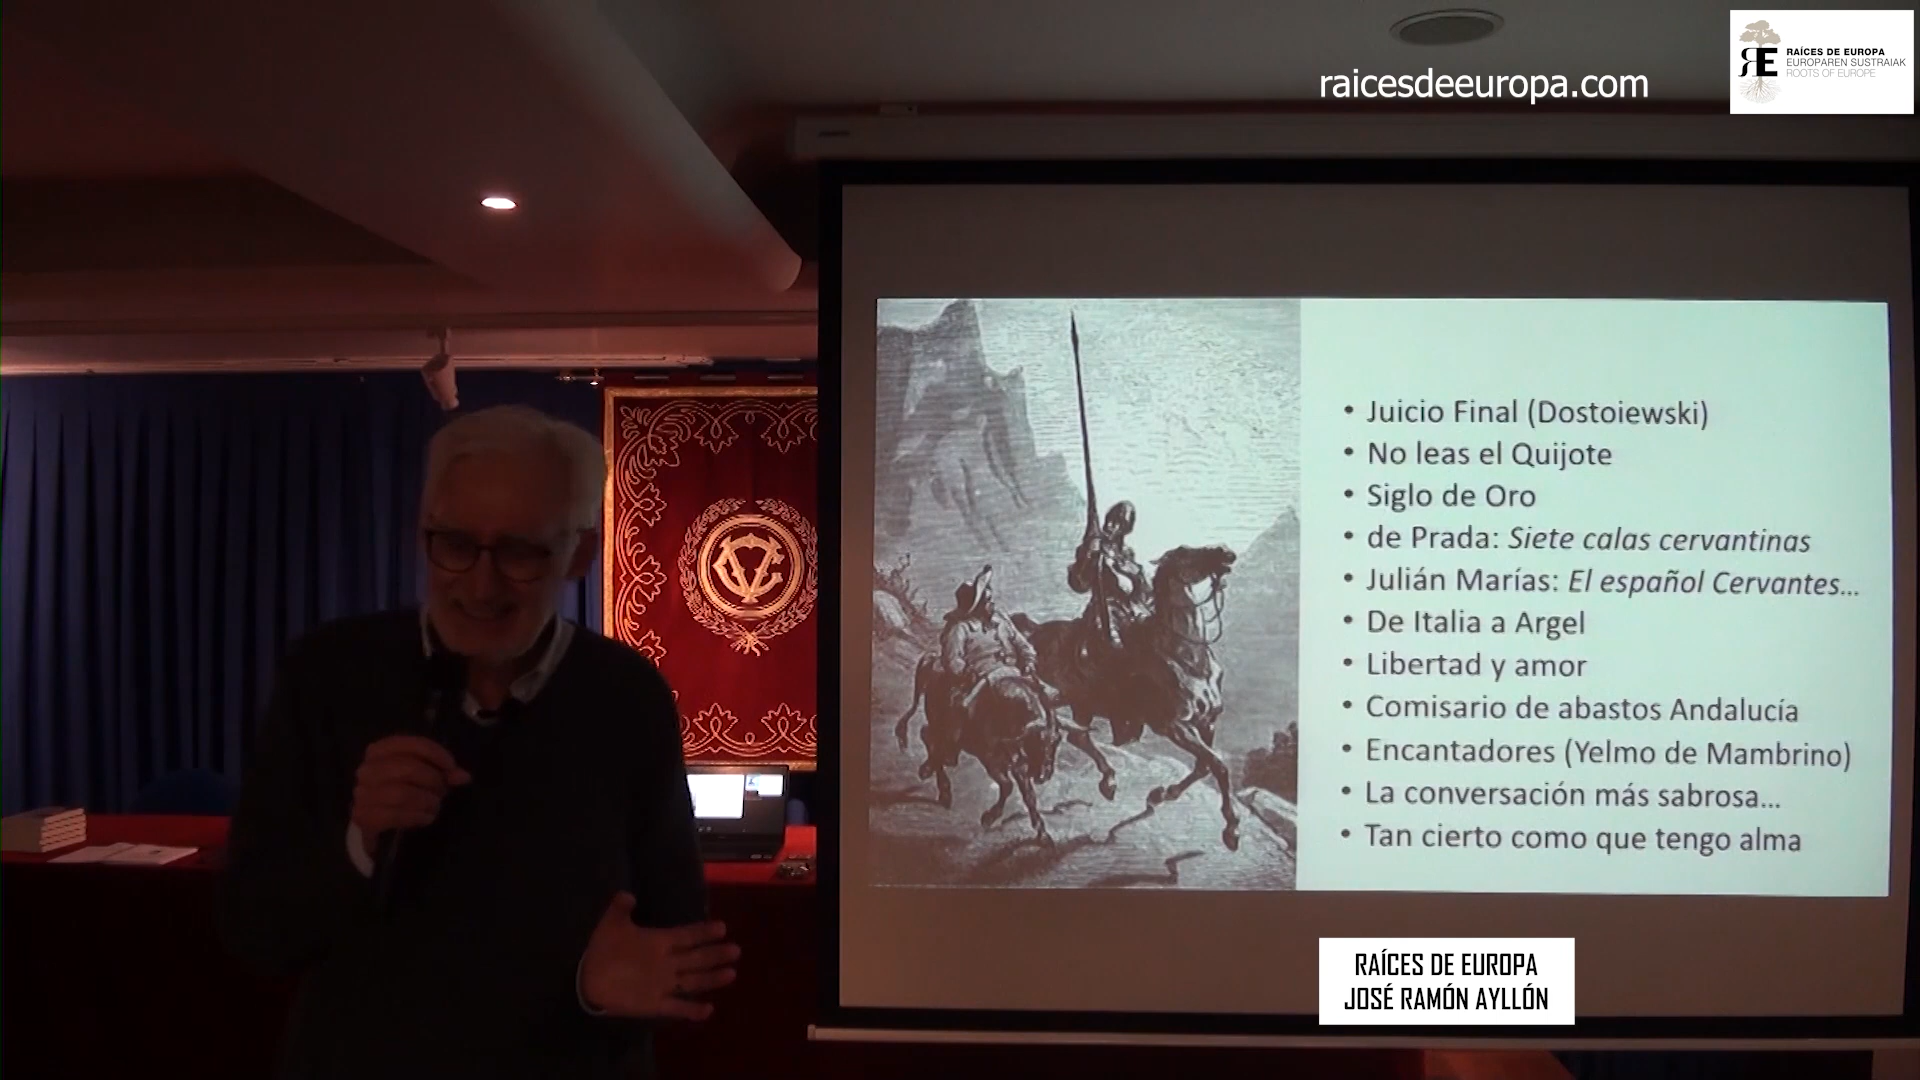 raicesdeeuropa.com
RE
RAÍCES DE EUROPA
EUROPAREN SUSTRAIAK
ROOTS OF EUROPE
• Juicio Final (Dostoiewski)
• No leas el Quijote
• Siglo de Oro
• de Prada: Siete calas cervantinas
• Julián Marías: El español Cervantes...
• De Italia a Argel
• Libertad y amor
• Comisario de abastos Andalucía
• Encantadores (Yelmo de Mambrino)
• La conversación más sabrosa...
• Tan cierto como que tengo alma
RAÍCES DE EUROPA
JOSÉ RAMÓN AYLLÓN